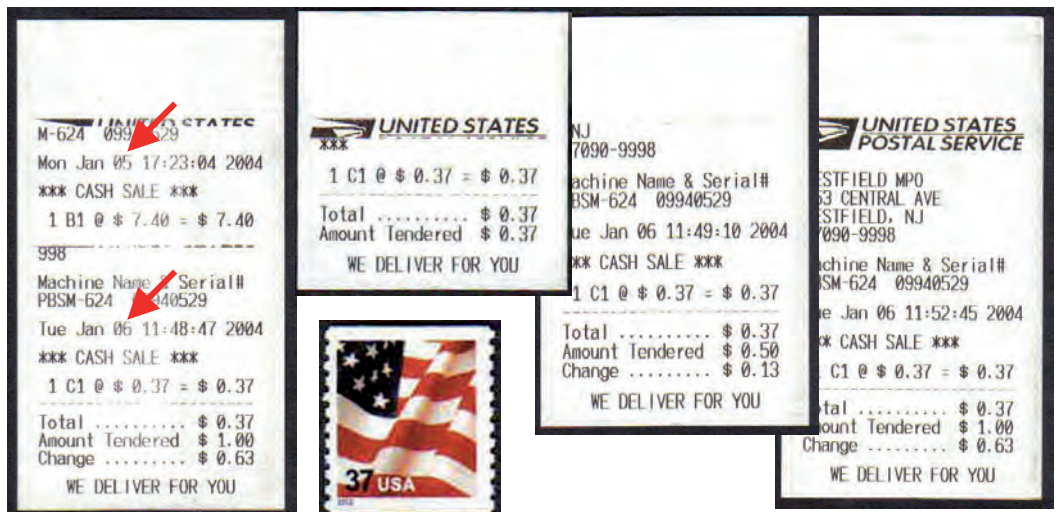 UNITED STATES
M-624 099 529
Mon Jan 05 17:23:04 2004
*** CASH SALE ***
1 B1 @ $ 7.40 = $ 7.40
998
Machine Name & Serial#
PBSM-624 09940529
Tue Jan 06 11:48:47 2004
*** CASH SALE ***
1 C1 @ $ 0.37 = $ 0.37
Total .......... $ 0.37
Amount Tendered $ 1.00
Change ......... $ 0.63
WE DELIVER FOR YOU
UNITED STATES
***
1 C1 @ $ 0.37 = $ 0.37
Total .......... $ 0.37
Amount Tendered $ 0.37
WE DELIVER FOR YOU
37 USA
NJ
7090-9998
achine Name & Serial#
BSM-624 09940529
ue Jan 06 11:49:10 2004
** CASH SALE ***
1 C1 @ $ 0.37 = $ 0.37
Total .......... $ 0.37
Amount Tendered $ 0.50
Change ......... $ 0.13
WE DELIVER FOR YOU
UNITED STATES
POSTAL SERVICE
ESTFIELD MPO
53 CENTRAL AVE
ESTFIELD, NJ
7090-9998
chine Name & Serial#
SM-624 09940529
e Jan 06 11:52:45 2004
* CASH SALE ***
C1 @ $ 0.37 = $ 0.37
otal .......... $ 0.37
mount Tendered $ 1.00
Change ......... $ 0.63
WE DELIVER FOR YOU